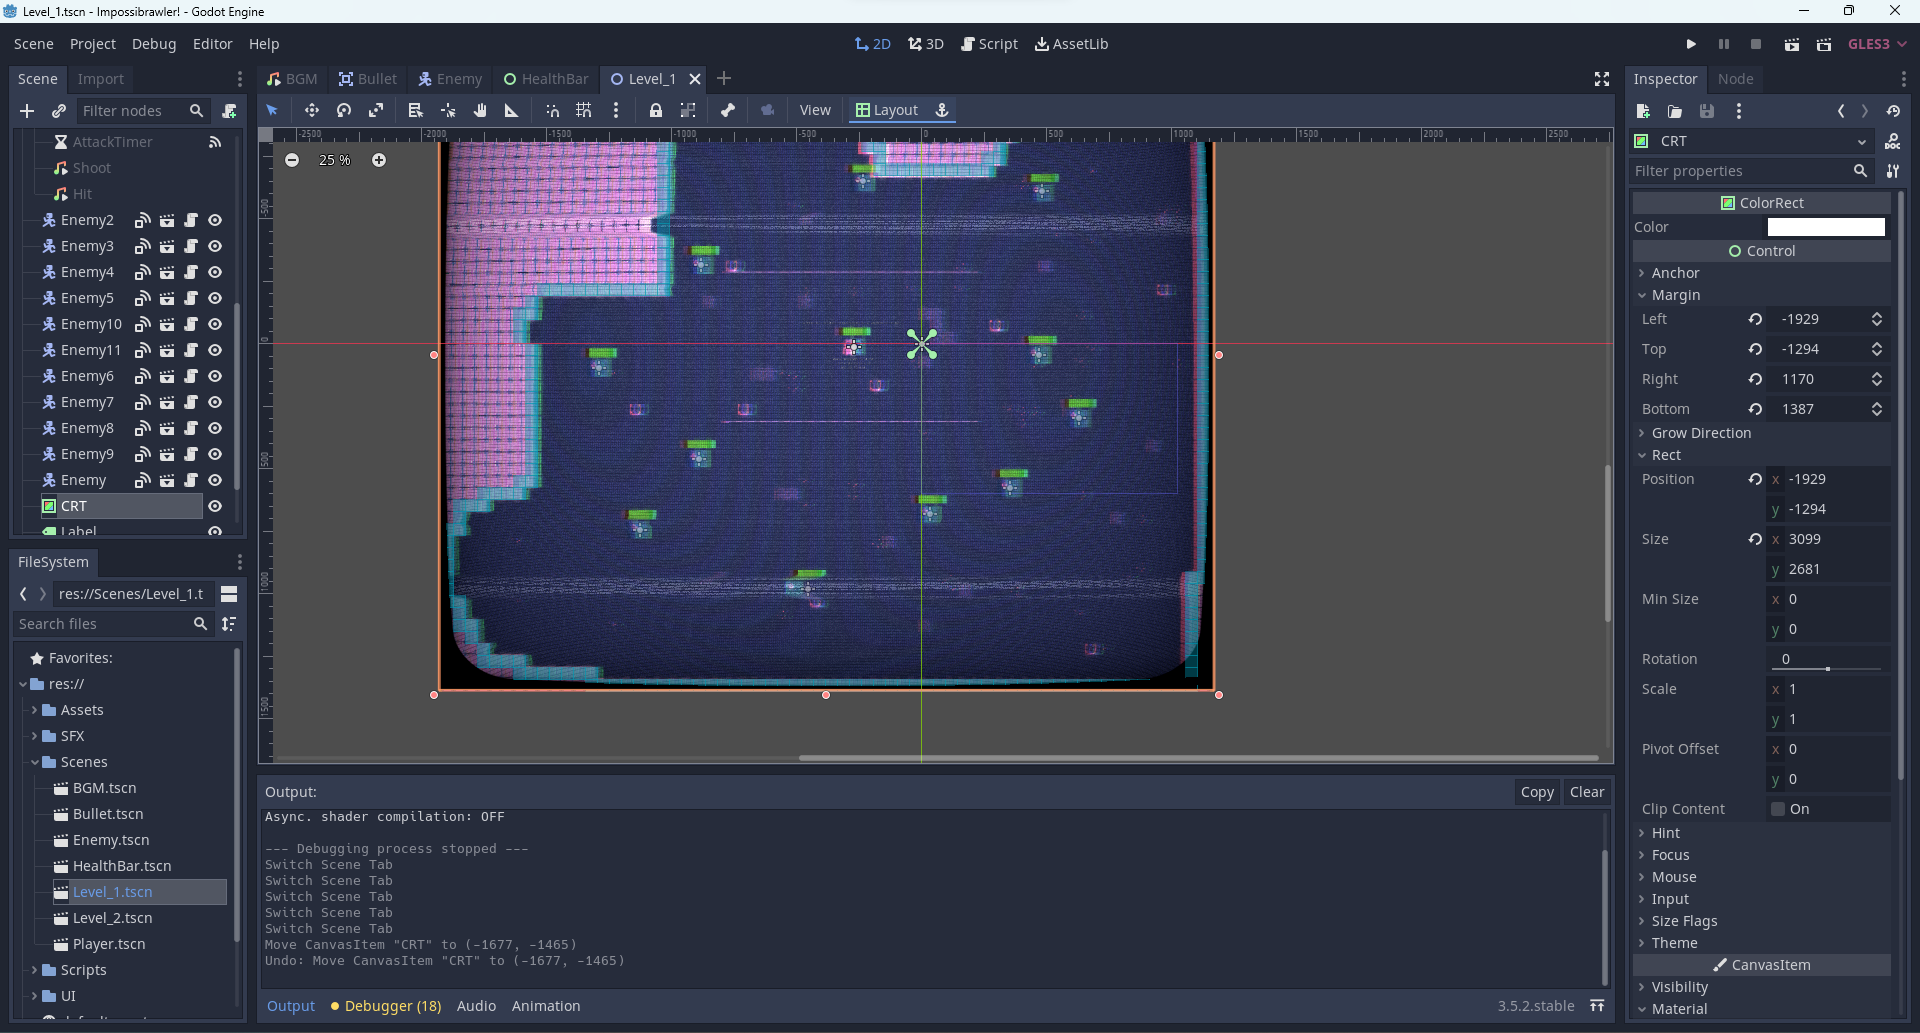 Level_1.tscn - Impossibrawler! - Godot Engine
Scene Project Debug Editor Help
2D 3D Script AssetLib
GLES3
Scene Import
BGM Bullet Enemy HealthBar Level_1
Inspector Node
Filter nodes
View Layout
-2500 -2000 -1500 -1000 -500 0 500 1000 1500 2000 2500
25 %
-500
0
500
1000
1500
AttackTimer
Shoot
Hit
Enemy2
Enemy3
Enemy4
Enemy5
Enemy10
Enemy11
Enemy6
Enemy7
Enemy8
Enemy9
Enemy
CRT
Label
FileSystem
res://Scenes/Level_1.t
Search files
Favorites:
res://
Assets
SFX
Scenes
BGM.tscn
Bullet.tscn
Enemy.tscn
HealthBar.tscn
Level_1.tscn
Level_2.tscn
Player.tscn
Scripts
UI
Output:
Copy Clear
Async. shader compilation: OFF
--- Debugging process stopped ---
Switch Scene Tab
Switch Scene Tab
Switch Scene Tab
Switch Scene Tab
Switch Scene Tab
Move CanvasItem "CRT" to (-1677, -1465)
Undo: Move CanvasItem "CRT" to (-1677, -1465)
Output Debugger (18) Audio Animation
3.5.2.stable
CRT
Filter properties
ColorRect
Color
Control
Anchor
Margin
Left -1929
Top -1294
Right 1170
Bottom 1387
Grow Direction
Rect
Position x -1929
y -1294
Size x 3099
y 2681
Min Size x 0
y 0
Rotation 0
Scale x 1
y 1
Pivot Offset x 0
y 0
Clip Content On
Hint
Focus
Mouse
Input
Size Flags
Theme
CanvasItem
Visibility
Material